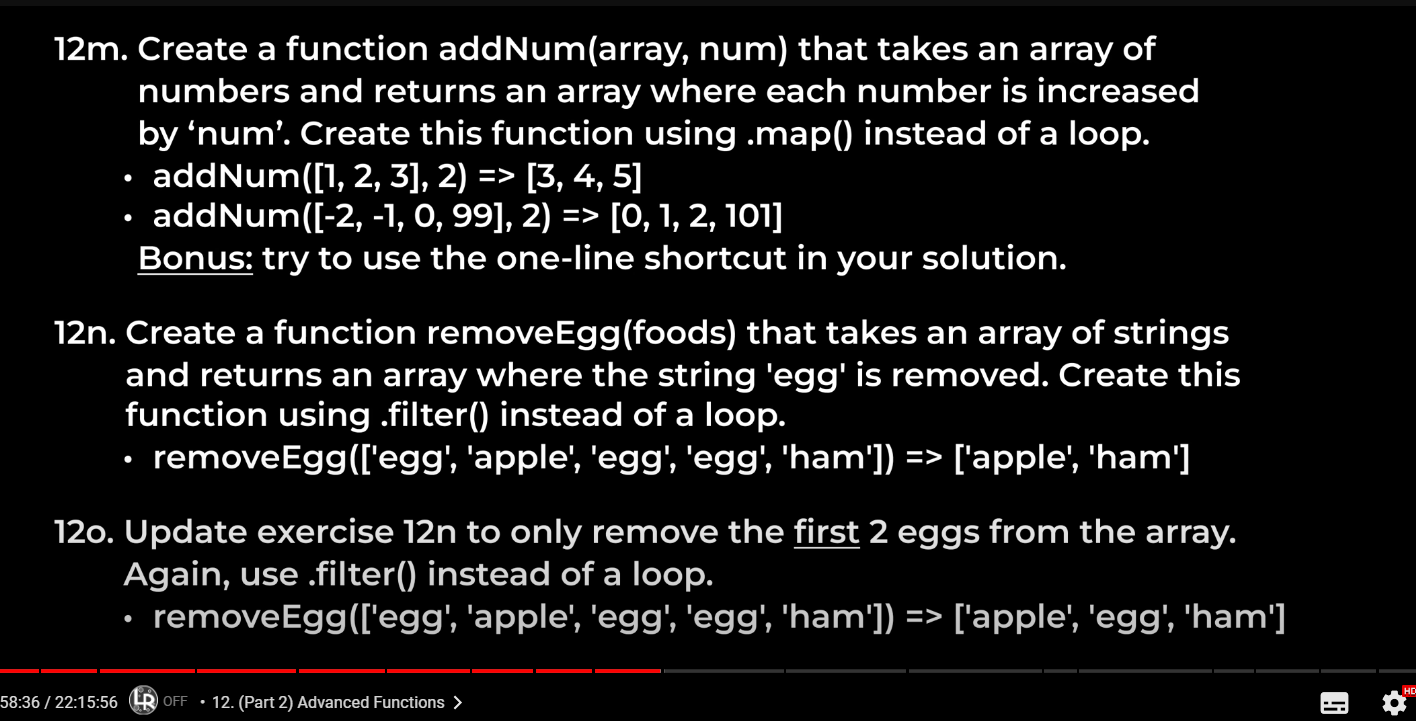 12m. Create a function addNum(array, num) that takes an array of
numbers and returns an array where each number is increased
by ‘num’. Create this function using .map() instead of a loop.
• addNum([1, 2, 3], 2) => [3, 4, 5]
• addNum([-2, -1, 0, 99], 2) => [0, 1, 2, 101]
Bonus: try to use the one-line shortcut in your solution.
12n. Create a function removeEgg(foods) that takes an array of strings
and returns an array where the string 'egg' is removed. Create this
function using .filter() instead of a loop.
• removeEgg(['egg', 'apple', 'egg', 'egg', 'ham']) => ['apple', 'ham']
12o. Update exercise 12n to only remove the first 2 eggs from the array.
Again, use .filter() instead of a loop.
• removeEgg(['egg', 'apple', 'egg', 'egg', 'ham']) => ['apple', 'egg', 'ham']
58:36 / 22:15:56 LR OFF • 12. (Part 2) Advanced Functions > HD